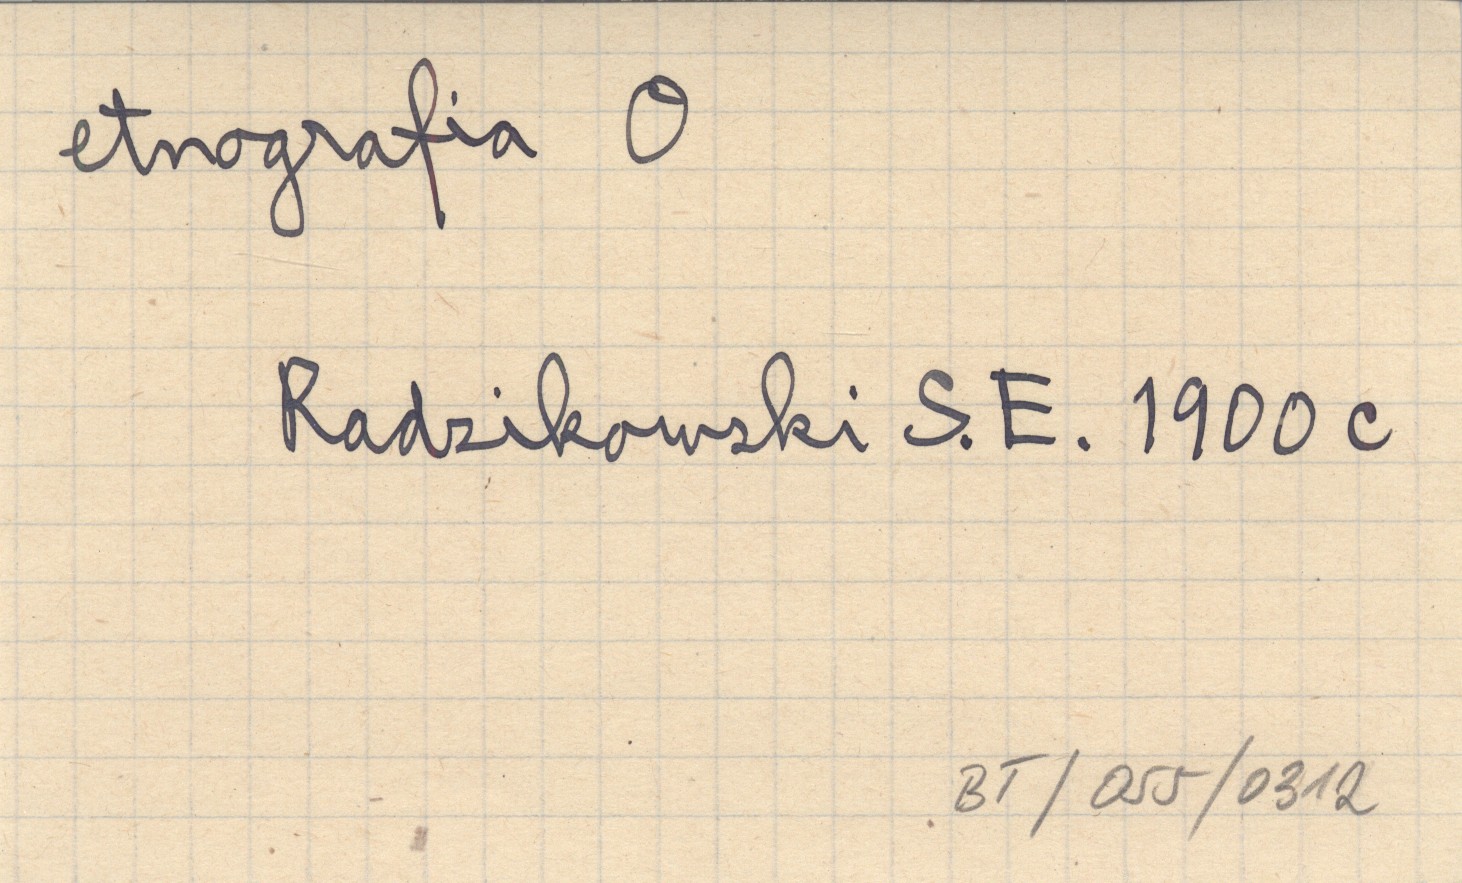 etnografia O
Radzikowski S.E. 1900 c
BT/055/0312